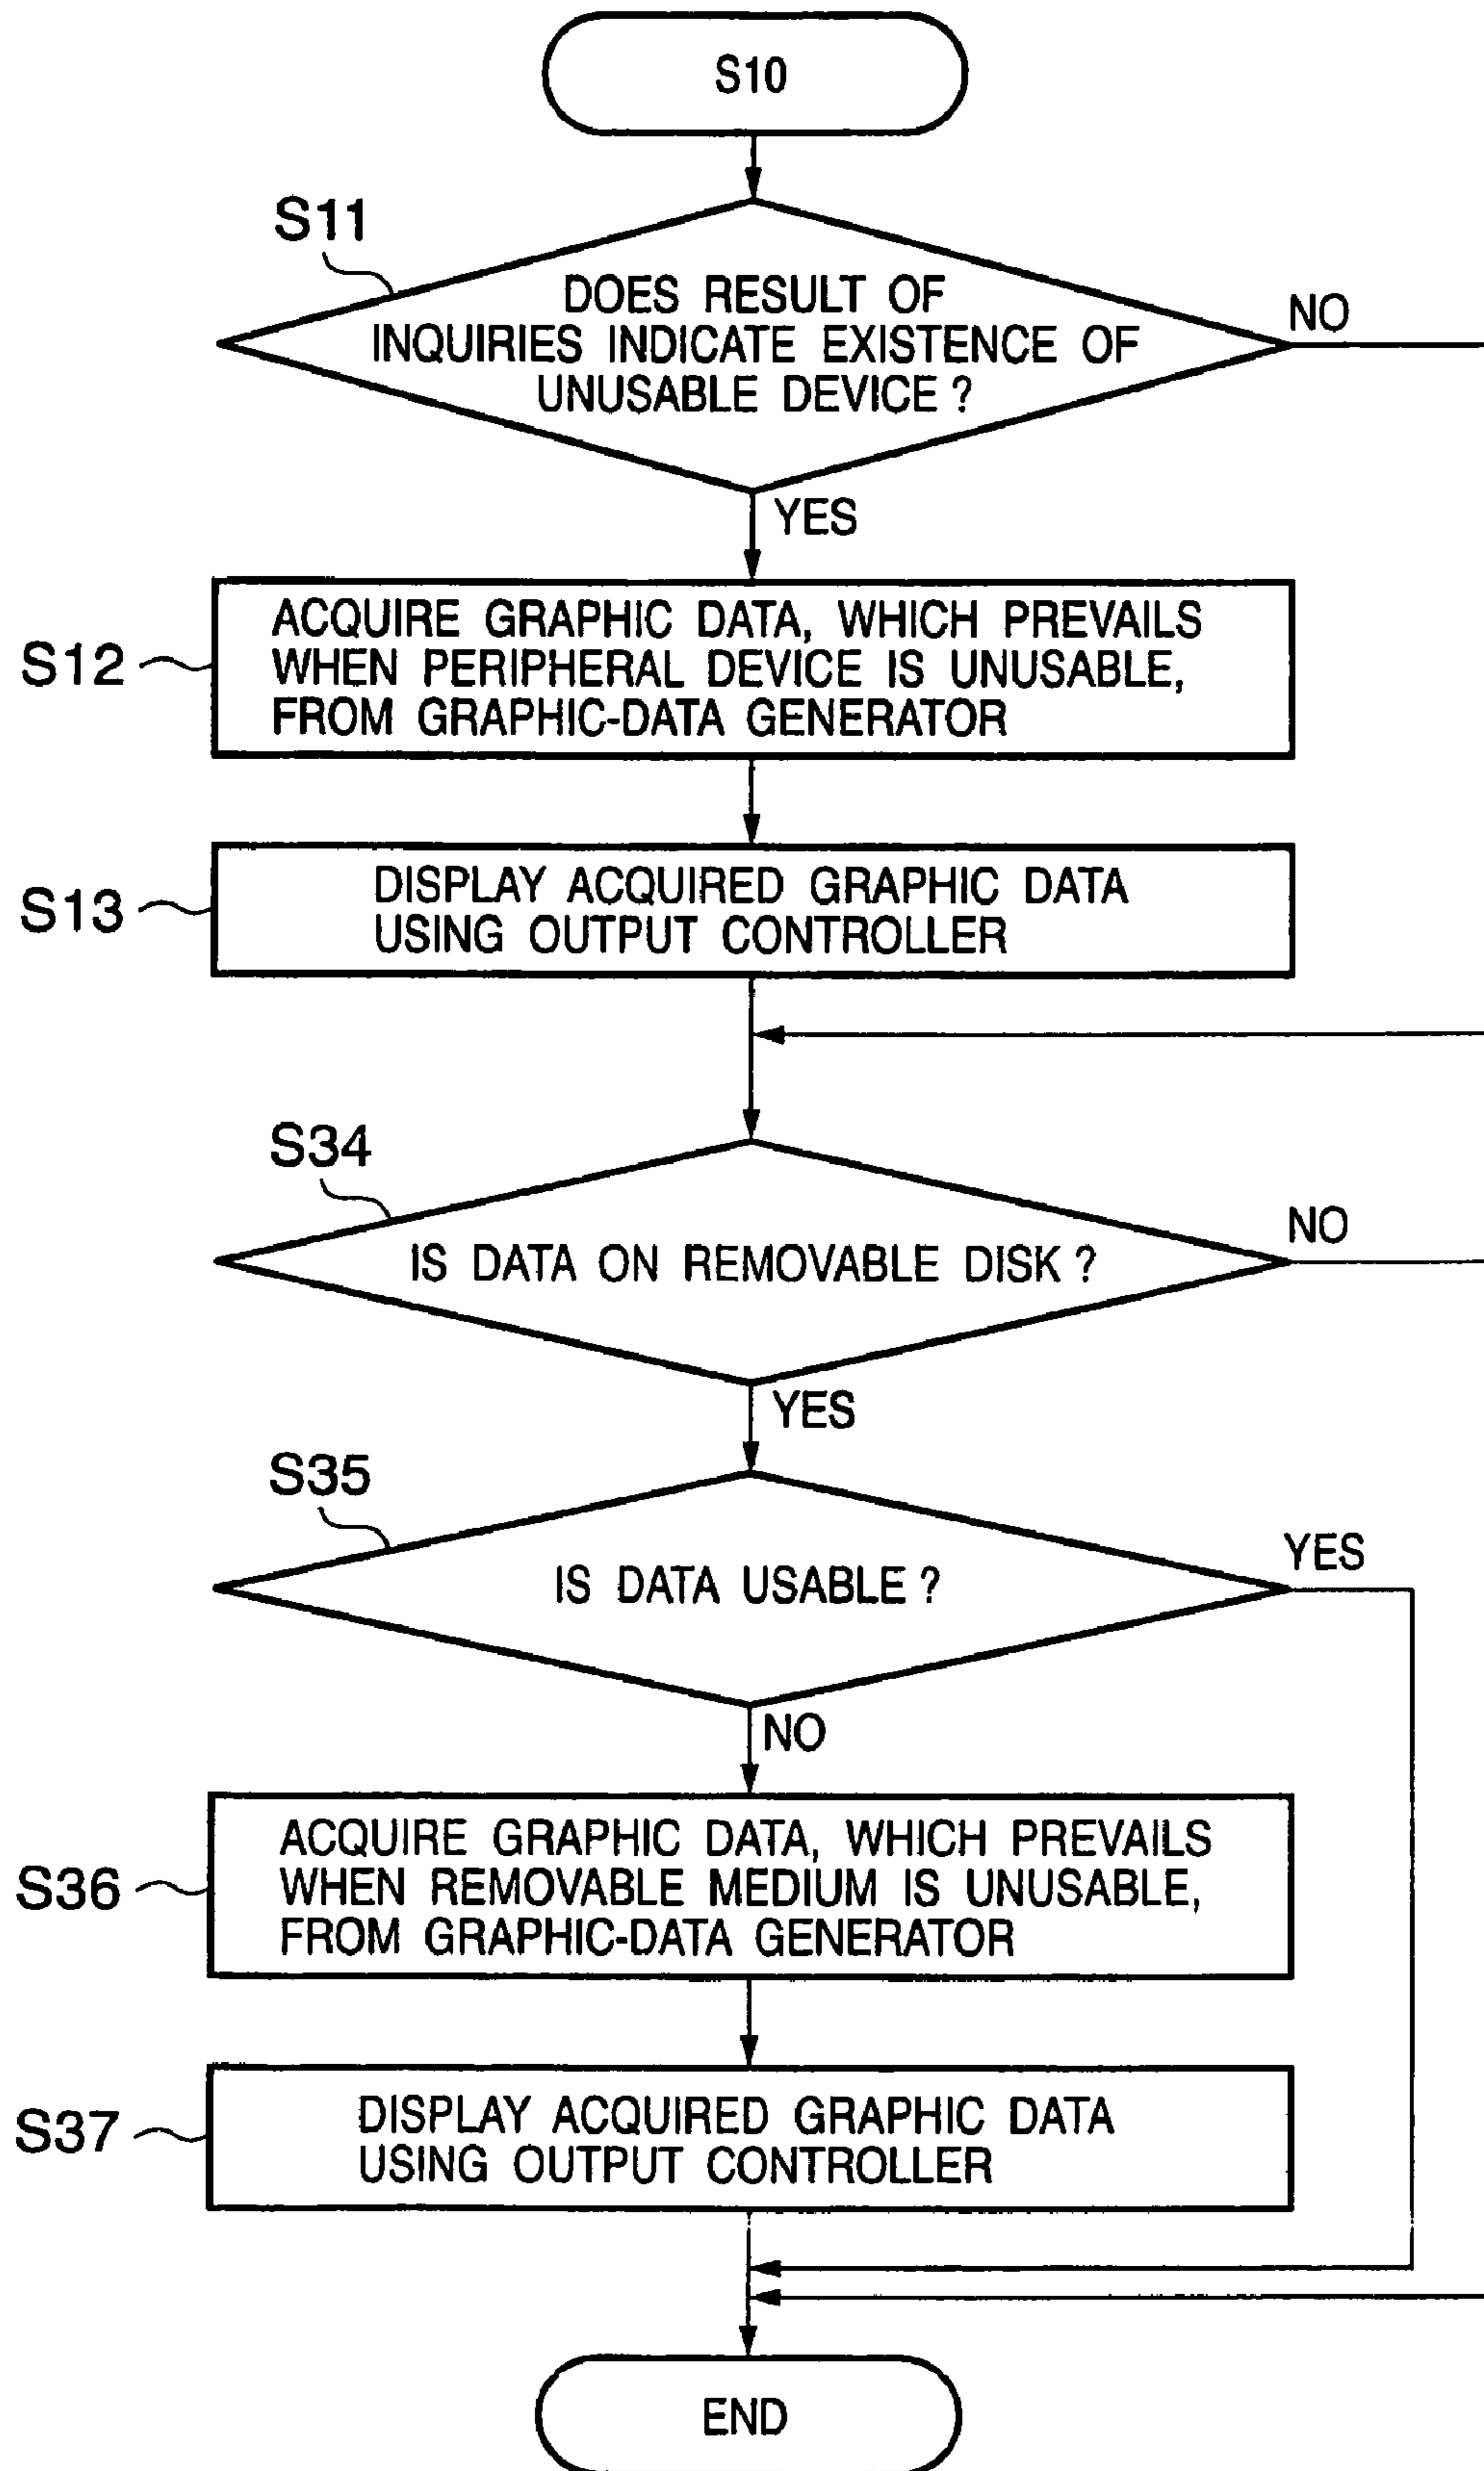 S10
S11
DOES RESULT OF
INQUIRIES INDICATE EXISTENCE OF
UNUSABLE DEVICE ?
NO
YES
S12
ACQUIRE GRAPHIC DATA, WHICH PREVAILS
WHEN PERIPHERAL DEVICE IS UNUSABLE,
FROM GRAPHIC-DATA GENERATOR
S13
DISPLAY ACQUIRED GRAPHIC DATA
USING OUTPUT CONTROLLER
S34
IS DATA ON REMOVABLE DISK ?
NO
YES
S35
IS DATA USABLE ?
YES
NO
S36
ACQUIRE GRAPHIC DATA, WHICH PREVAILS
WHEN REMOVABLE MEDIUM IS UNUSABLE,
FROM GRAPHIC-DATA GENERATOR
S37
DISPLAY ACQUIRED GRAPHIC DATA
USING OUTPUT CONTROLLER
END